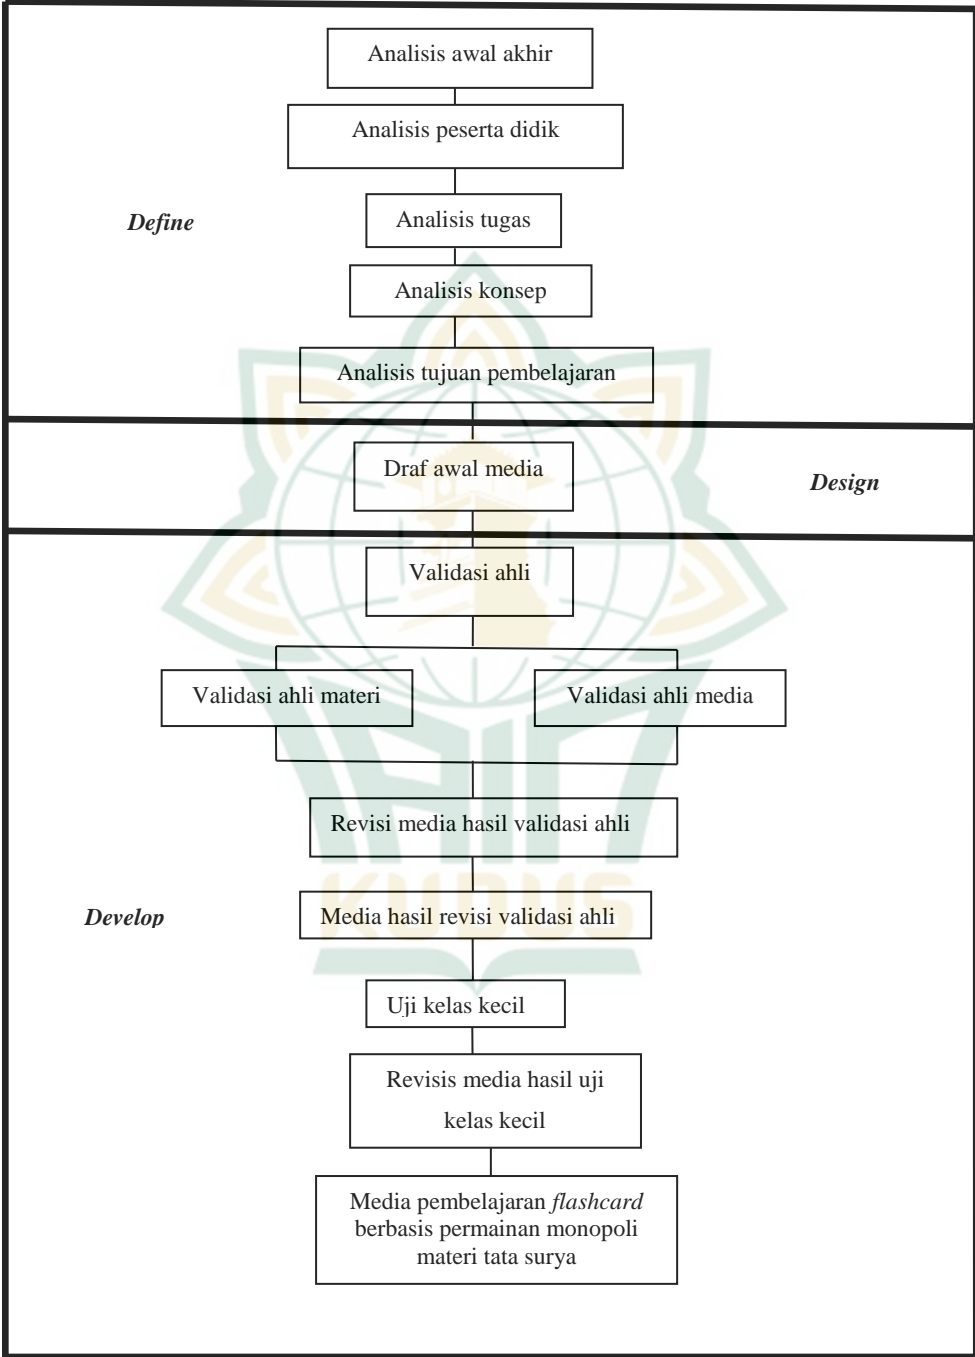 Analisis awal akhir
Analisis peserta didik
Define
Analisis tugas
Analisis konsep
Analisis tujuan pembelajaran
Draf awal media
Design
Validasi ahli
Validasi ahli materi
Validasi ahli media
Revisi media hasil validasi ahli
Develop
Media hasil revisi validasi ahli
KUDUS
Uji kelas kecil
Revisis media hasil uji
kelas kecil
Media pembelajaran flashcard
berbasis permainan monopoli
materi tata surya